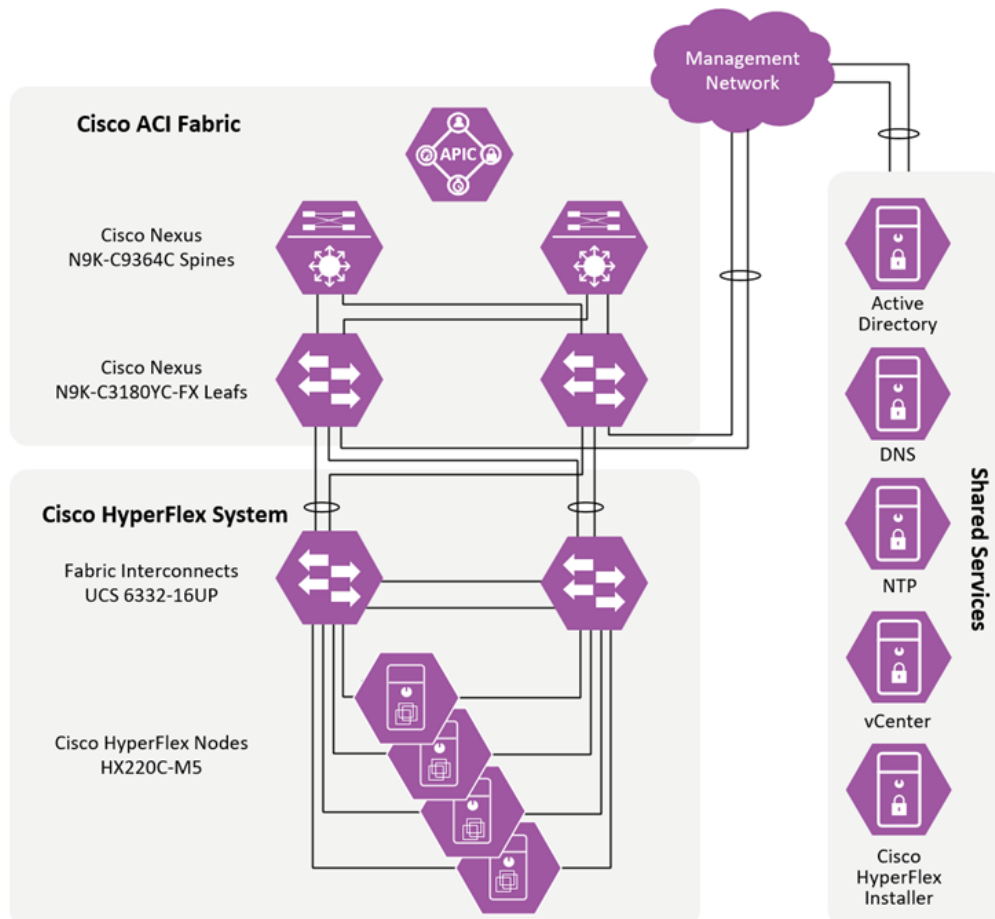 Management
Network
Cisco ACI Fabric
APIC
Cisco Nexus
N9K-C9364C Spines
Cisco Nexus
N9K-C3180YC-FX Leafs
Cisco HyperFlex System
Fabric Interconnects
UCS 6332-16UP
Cisco HyperFlex Nodes
HX220C-M5
Active
Directory
DNS
NTP
vCenter
Cisco
HyperFlex
Installer
Shared Services